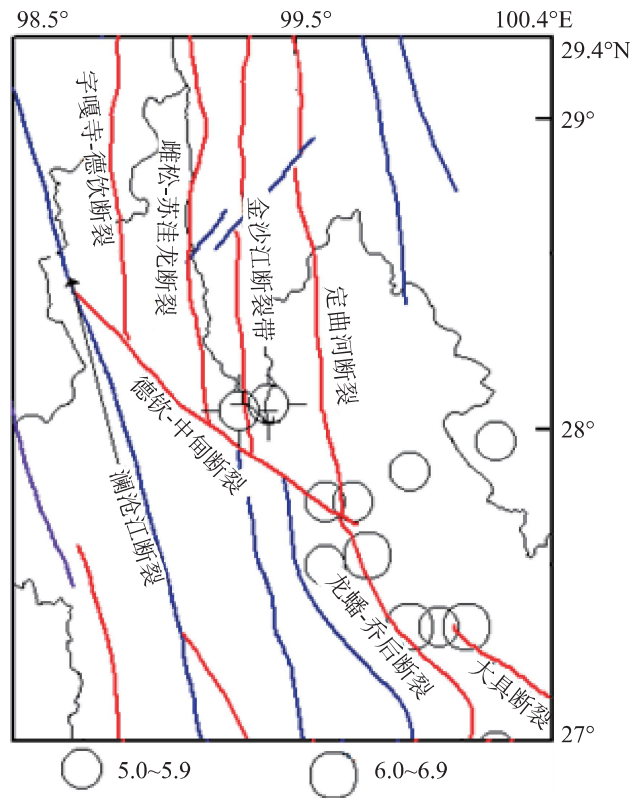 98.5°
99.5°
100.4°E
29.4°N
29°
28°
27°
字嘎寺-德钦断裂
雎松-苏洼龙断裂
金沙江断裂带
定曲河断裂
德钦-中甸断裂
澜沧江断裂
龙蟠-乔后断裂
大具断裂
5.0~5.9
6.0~6.9